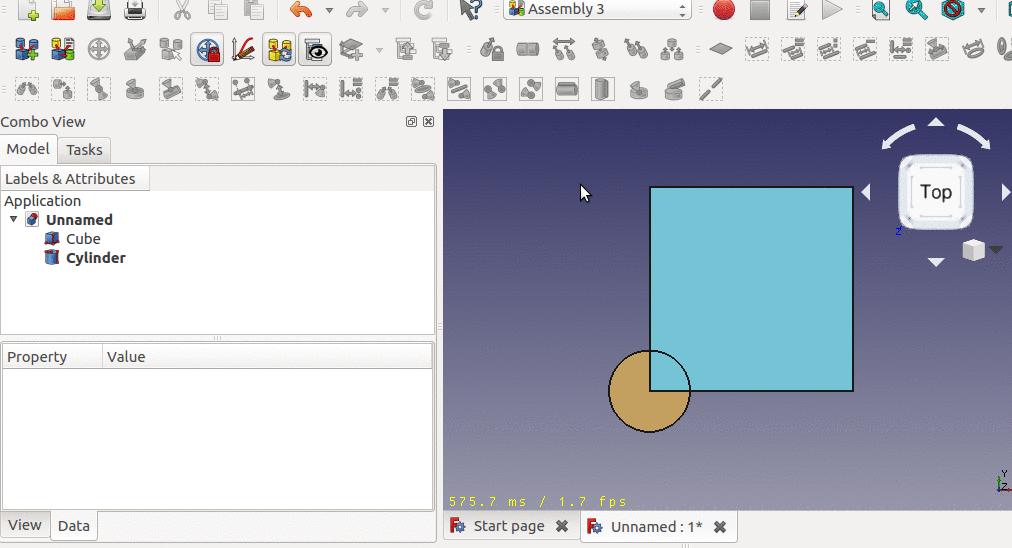 Assembly 3
Combo View
Model Tasks
Labels & Attributes
Application
Unnamed
Cube
Cylinder
Property Value
View Data
Top
Z
Y
Z
575.7 ms / 1.7 fps
Start page
Unnamed : 1*